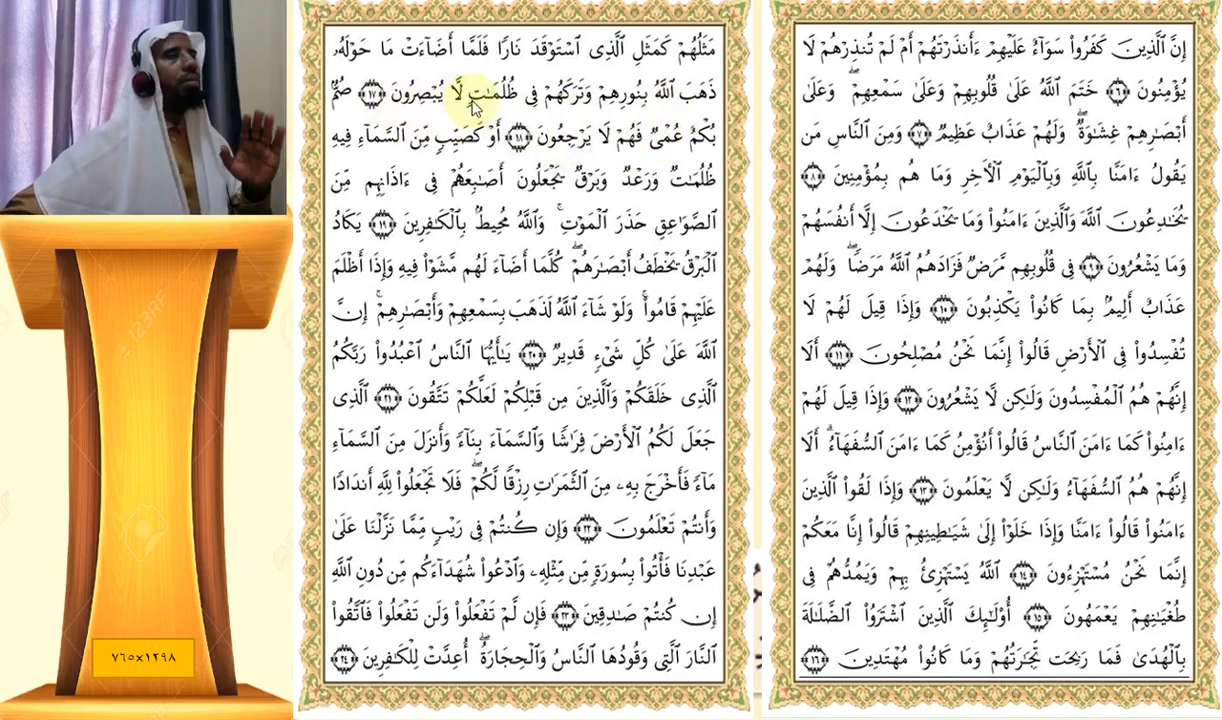 إِنَّ ٱلَّذِينَ كَفَرُوا۟ سَوَآءٌ عَلَيْهِمْ ءَأَنذَرْتَهُمْ أَمْ لَمْ تُنذِرْهُمْ لَا
يُؤْمِنُونَ ﴿٦﴾ خَتَمَ ٱللَّهُ عَلَىٰ قُلُوبِهِمْ وَعَلَىٰ سَمْعِهِمْ ۖ وَعَلَىٰ
أَبْصَـٰرِهِمْ غِشَـٰوَةٌ ۖ وَلَهُمْ عَذَابٌ عَظِيمٌ ﴿٧﴾ وَمِنَ ٱلنَّاسِ مَن
يَقُولُ ءَامَنَّا بِٱللَّهِ وَبِٱلْيَوْمِ ٱلْـَٔاخِرِ وَمَا هُم بِمُؤْمِنِينَ ﴿٨﴾
يُخَـٰدِعُونَ ٱللَّهَ وَٱلَّذِينَ ءَامَنُوا۟ وَمَا يَخْدَعُونَ إِلَّآ أَنفُسَهُمْ
وَمَا يَشْعُرُونَ ﴿٩﴾ فِى قُلُوبِهِم مَّرَضٌ فَزَادَهُمُ ٱللَّهُ مَرَضًا ۖ وَلَهُمْ
عَذَابٌ أَلِيمٌۢ بِمَا كَانُوا۟ يَكْذِبُونَ ﴿١٠﴾ وَإِذَا قِيلَ لَهُمْ لَا
تُفْسِدُوا۟ فِى ٱلْأَرْضِ قَالُوٓا۟ إِنَّمَا نَحْنُ مُصْلِحُونَ ﴿١١﴾ أَلَآ
إِنَّهُمْ هُمُ ٱلْمُفْسِدُونَ وَلَـٰكِن لَّا يَشْعُرُونَ ﴿١٢﴾ وَإِذَا قِيلَ لَهُمْ
ءَامِنُوا۟ كَمَآ ءَامَنَ ٱلنَّاسُ قَالُوٓا۟ أَنُؤْمِنُ كَمَآ ءَامَنَ ٱلسُّفَهَآءُ ۗ أَلَآ
إِنَّهُمْ هُمُ ٱلسُّفَهَآءُ وَلَـٰكِن لَّا يَعْلَمُونَ ﴿١٣﴾ وَإِذَا لَقُوا۟ ٱلَّذِينَ
ءَامَنُوا۟ قَالُوٓا۟ ءَامَنَّا وَإِذَا خَلَوْا۟ إِلَىٰ شَيَـٰطِينِهِمْ قَالُوٓا۟ إِنَّا مَعَكُمْ
إِنَّمَا نَحْنُ مُسْتَهْزِءُونَ ﴿١٤﴾ ٱللَّهُ يَسْتَهْزِئُ بِهِمْ وَيَمُدُّهُمْ فِى
طُغْيَـٰنِهِمْ يَعْمَهُونَ ﴿١٥﴾ أُو۟لَـٰٓئِكَ ٱلَّذِينَ ٱشْتَرَوُا۟ ٱلضَّلَـٰلَةَ
بِٱلْهُدَىٰ فَمَا رَبِحَت تِّجَـٰرَتُهُمْ وَمَا كَانُوا۟ مُهْتَدِينَ ﴿١٦﴾
مَثَلُهُمْ كَمَثَلِ ٱلَّذِى ٱسْتَوْقَدَ نَارًا فَلَمَّآ أَضَآءَتْ مَا حَوْلَهُۥ
ذَهَبَ ٱللَّهُ بِنُورِهِمْ وَتَرَكَهُمْ فِى ظُلُمَـٰتٍ لَّا يُبْصِرُونَ ﴿١٧﴾ صُمٌّۢ
بُكْمٌ عُمْىٌ فَهُمْ لَا يَرْجِعُونَ ﴿١٨﴾ أَوْ كَصَيِّبٍ مِّنَ ٱلسَّمَآءِ فِيهِ
ظُلُمَـٰتٌ وَرَعْدٌ وَبَرْقٌ يَجْعَلُونَ أَصَـٰبِعَهُمْ فِىٓ ءَاذَانِهِم مِّنَ
ٱلصَّوَٰعِقِ حَذَرَ ٱلْمَوْتِ ۚ وَٱللَّهُ مُحِيطٌۢ بِٱلْكَـٰفِرِينَ ﴿١٩﴾ يَكَادُ
ٱلْبَرْقُ يَخْطَفُ أَبْصَـٰرَهُمْ ۖ كُلَّمَآ أَضَآءَ لَهُم مَّشَوْا۟ فِيهِ وَإِذَآ أَظْلَمَ
عَلَيْهِمْ قَامُوا۟ ۚ وَلَوْ شَآءَ ٱللَّهُ لَذَهَبَ بِسَمْعِهِمْ وَأَبْصَـٰرِهِمْ ۚ إِنَّ
ٱللَّهَ عَلَىٰ كُلِّ شَىْءٍ قَدِيرٌ ﴿٢٠﴾ يَـٰٓأَيُّهَا ٱلنَّاسُ ٱعْبُدُوا۟ رَبَّكُمُ
ٱلَّذِى خَلَقَكُمْ وَٱلَّذِينَ مِن قَبْلِكُمْ لَعَلَّكُمْ تَتَّقُونَ ﴿٢١﴾ ٱلَّذِى
جَعَلَ لَكُمُ ٱلْأَرْضَ فِرَٰشًا وَٱلسَّمَآءَ بِنَآءً وَأَنزَلَ مِنَ ٱلسَّمَآءِ
مَآءً فَأَخْرَجَ بِهِۦ مِنَ ٱلثَّمَرَٰتِ رِزْقًا لَّكُمْ ۖ فَلَا تَجْعَلُوا۟ لِلَّهِ أَندَادًا
وَأَنتُمْ تَعْلَمُونَ ﴿٢٢﴾ وَإِن كُنتُمْ فِى رَيْبٍ مِّمَّا نَزَّلْنَا عَلَىٰ
عَبْدِنَا فَأْتُوا۟ بِسُورَةٍ مِّن مِّثْلِهِۦ وَٱدْعُوا۟ شُهَدَآءَكُم مِّن دُونِ ٱللَّهِ
إِن كُنتُمْ صَـٰدِقِينَ ﴿٢٣﴾ فَإِن لَّمْ تَفْعَلُوا۟ وَلَن تَفْعَلُوا۟ فَٱتَّقُوا۟
ٱلنَّارَ ٱلَّتِى وَقُودُهَا ٱلنَّاسُ وَٱلْحِجَارَةُ ۖ أُعِدَّتْ لِلْكَـٰفِرِينَ ﴿٢٤﴾
٧٦٥x١٢٩٨
123RF